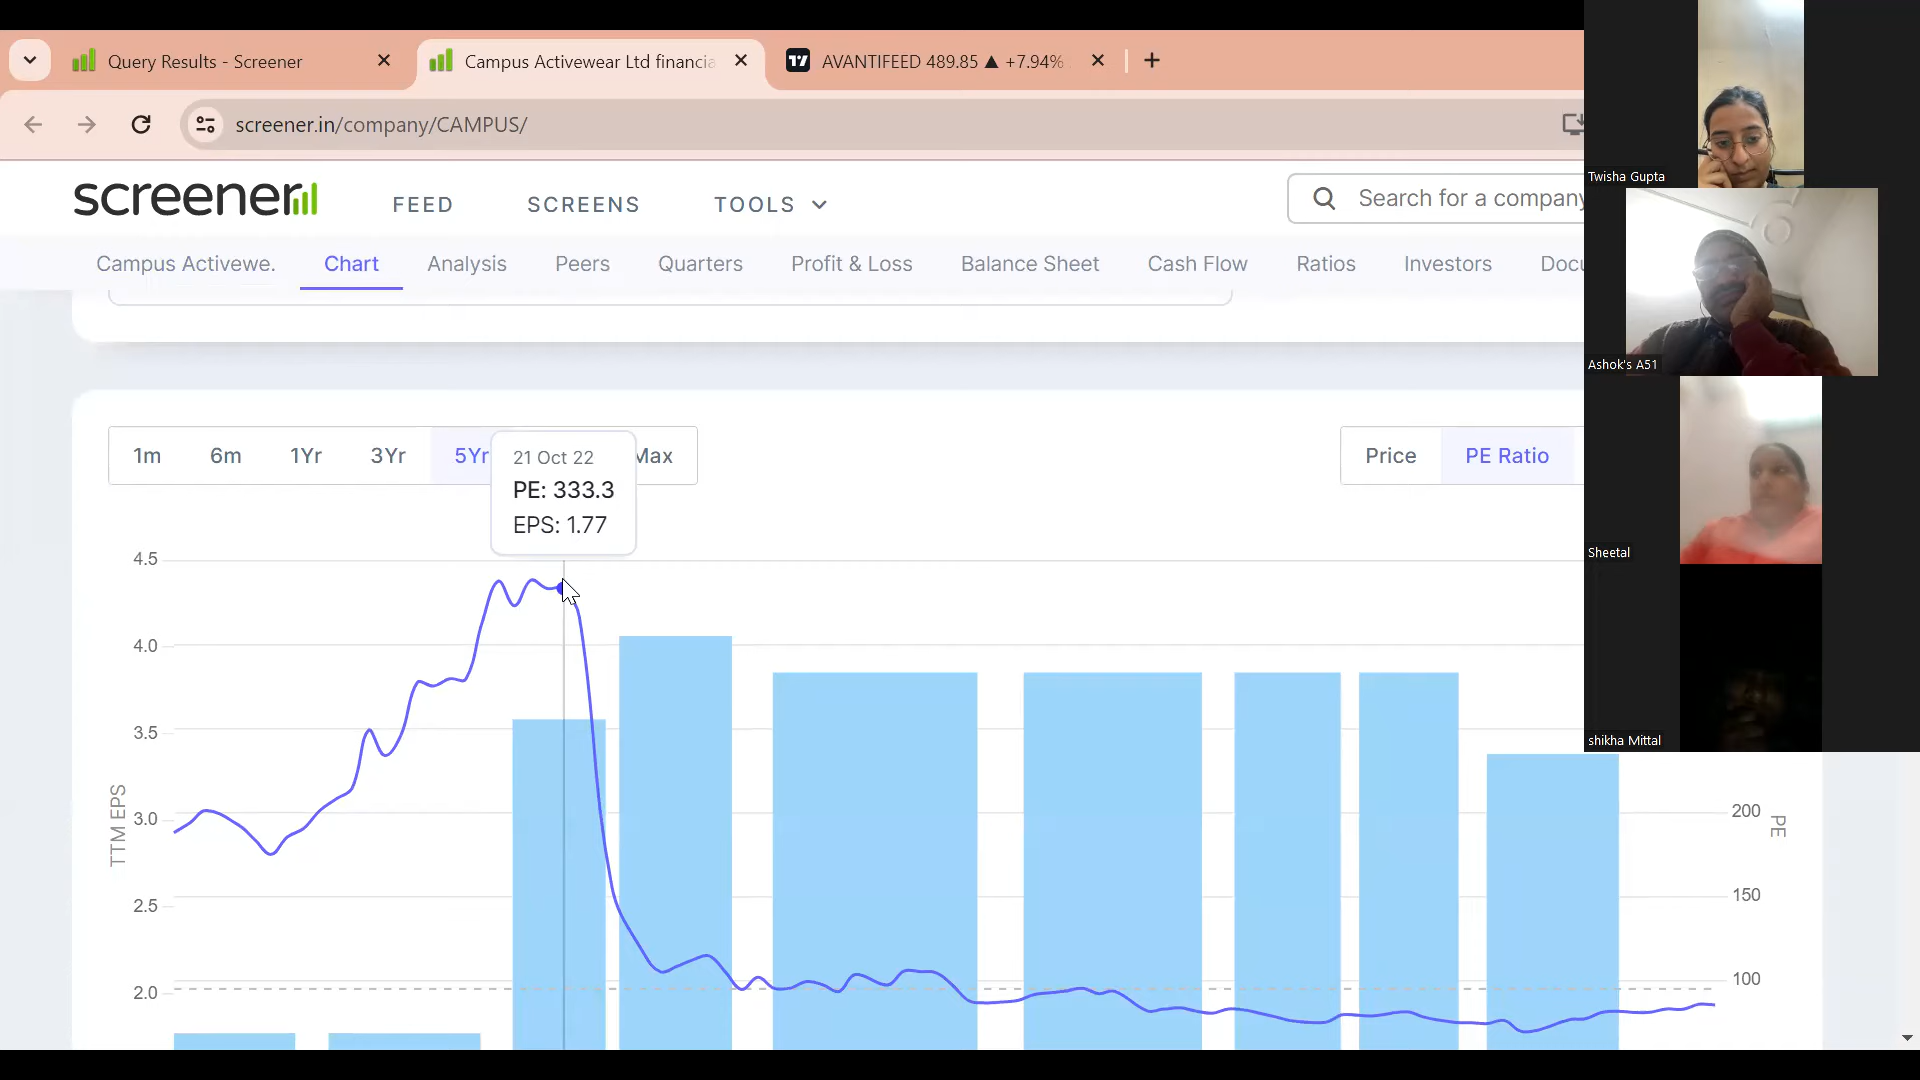 Query Results - Screener
Campus Activewear Ltd financia
AVANTIFEED 489.85 ▲ +7.94%
screener.in/company/CAMPUS/
screener
FEED
SCREENS
TOOLS
Search for a company
Campus Activewe.
Chart
Analysis
Peers
Quarters
Profit & Loss
Balance Sheet
Cash Flow
Ratios
Investors
Docu
1m
6m
1Yr
3Yr
5Yr
Max
Price
PE Ratio
21 Oct 22
PE: 333.3
EPS: 1.77
4.5
4.0
3.5
3.0
2.5
2.0
TTM EPS
200
150
100
PE
Twisha Gupta
Ashok's A51
Sheetal
shikha Mittal